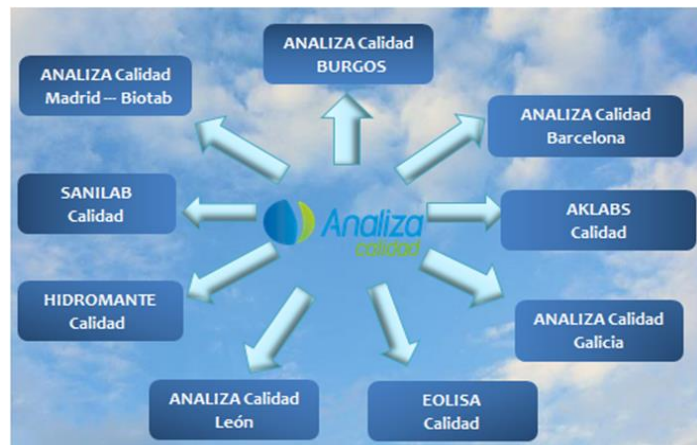 ANALIZA Calidad
BURGOS
ANALIZA Calidad
Madrid --- Biotab
ANALIZA Calidad
Barcelona
SANILAB
Calidad
Analiza
calidad
AKLABS
Calidad
HIDROMANTE
Calidad
ANALIZA Calidad
Galicia
ANALIZA Calidad
León
EOLISA
Calidad